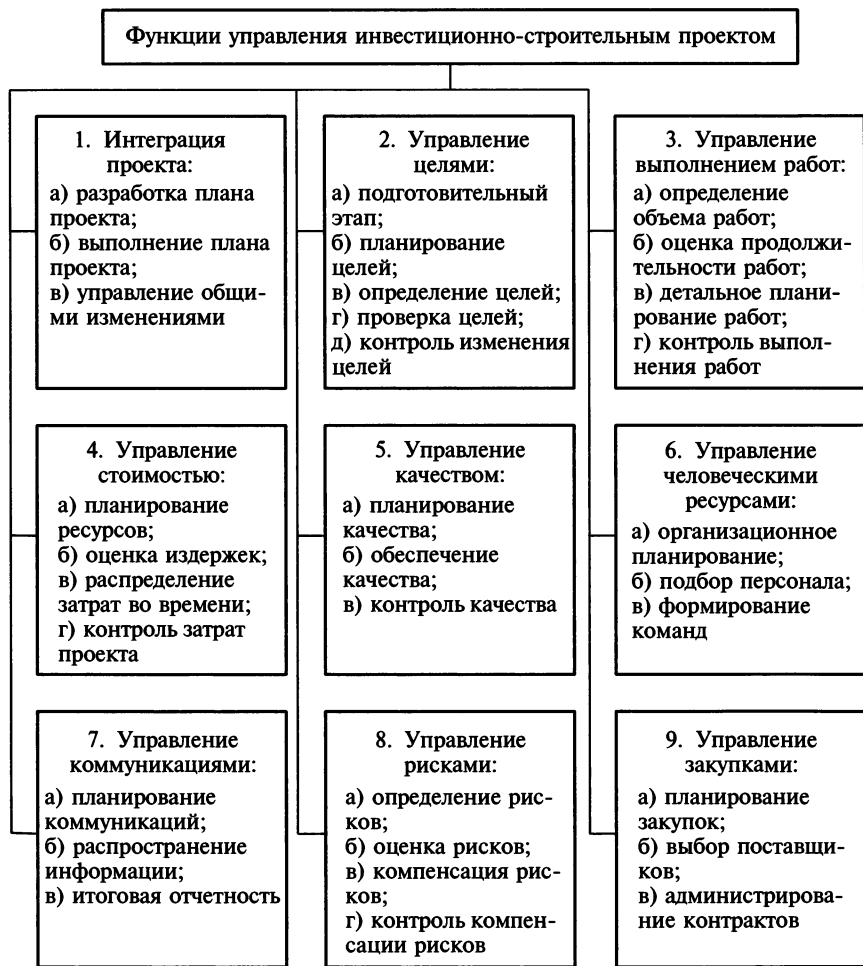 Функции управления инвестиционно-строительным проектом
1. Интеграция
проекта:
а) разработка плана
проекта;
б) выполнение плана
проекта;
в) управление общи-
ми изменениями
2. Управление
целями:
а) подготовительный
этап;
б) планирование
целей;
в) определение целей;
г) проверка целей;
д) контроль изменения
целей
3. Управление
выполнением работ:
а) определение
объема работ;
б) оценка продолжи-
тельности работ;
в) детальное плани-
рование работ;
г) контроль выпол-
нения работ
4. Управление
стоимостью:
а) планирование
ресурсов;
б) оценка издержек;
в) распределение
затрат во времени;
г) контроль затрат
проекта
5. Управление
качеством:
а) планирование
качества;
б) обеспечение
качества;
в) контроль качества
6. Управление
человеческими
ресурсами:
а) организационное
планирование;
б) подбор персонала;
в) формирование
команд
7. Управление
коммуникациями:
а) планирование
коммуникаций;
б) распространение
информации;
в) итоговая отчетность
8. Управление
рисками:
а) определение рис-
ков;
б) оценка рисков;
в) компенсация рис-
ков;
г) контроль компен-
сации рисков
9. Управление
закупками:
а) планирование
закупок;
б) выбор поставщи-
ков;
в) администрирова-
ние контрактов